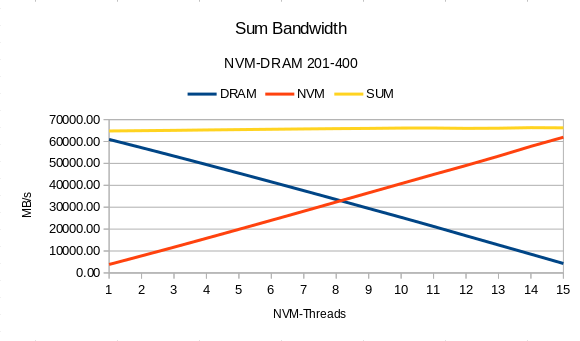 Sum Bandwidth
NVM-DRAM 201-400
DRAM NVM SUM
70000.00
60000.00
50000.00
40000.00
30000.00
20000.00
10000.00
0.00
MB/s
1 2 3 4 5 6 7 8 9 10 11 12 13 14 15
NVM-Threads